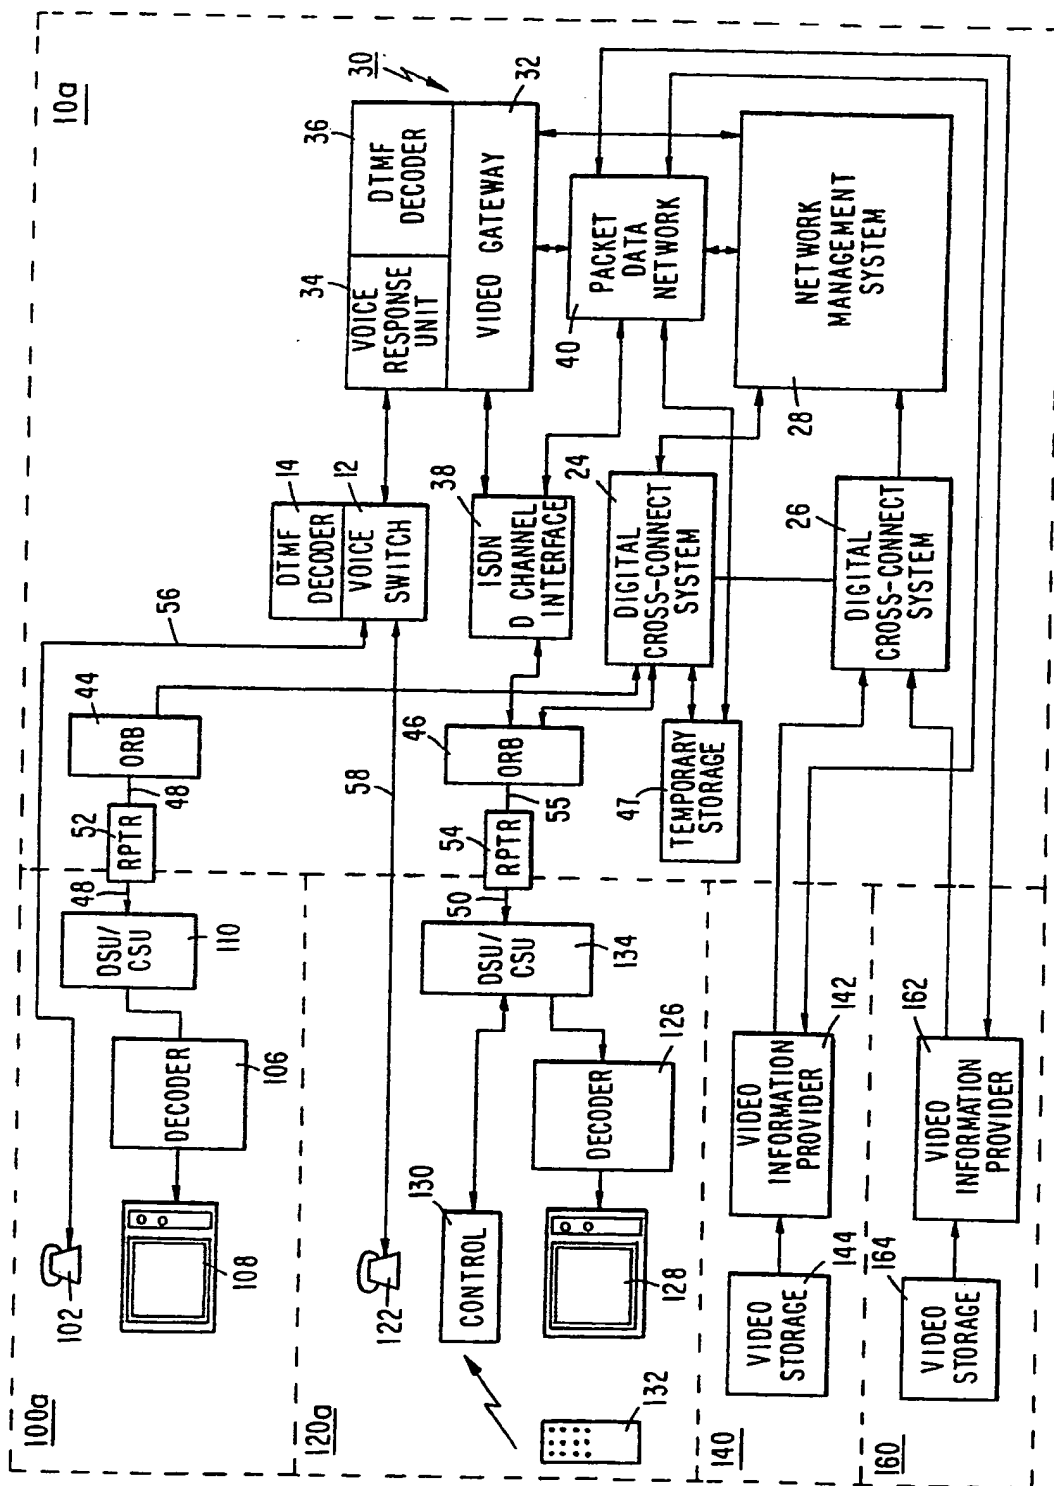 10a
30
36
DTMF
DECODER
34
VOICE
RESPONSE
UNIT
VIDEO GATEWAY
32
PACKET
DATA
NETWORK
40
NETWORK
MANAGEMENT
SYSTEM
28
14
DTMF
DECODER
12
VOICE
SWITCH
38
ISDN
D CHANNEL
INTERFACE
24
DIGITAL
CROSS-CONNECT
SYSTEM
26
DIGITAL
CROSS-CONNECT
SYSTEM
56
44
ORB
48
52
RPTR
48
58
46
ORB
55
54
RPTR
50
47
TEMPORARY
STORAGE
100a
DSU/
CSU
110
DECODER
106
108
102
120a
DSU/
CSU
134
DECODER
126
128
130
CONTROL
122
132
140
VIDEO
INFORMATION
PROVIDER
142
VIDEO
STORAGE
144
160
VIDEO
INFORMATION
PROVIDER
162
VIDEO
STORAGE
164